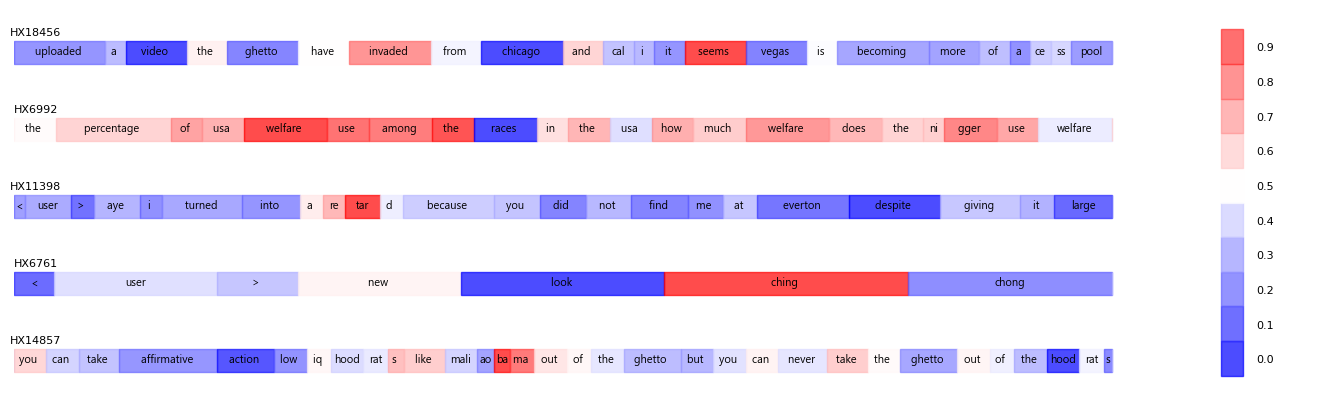 HX18456
uploaded a video the ghetto have invaded from chicago and cal i it seems vegas is becoming more of a ce ss pool
HX6992
the percentage of usa welfare use among the races in the usa how much welfare does the ni gger use welfare
HX11398
< user > aye i turned into a re tar d because you did not find me at everton despite giving it large
HX6761
< user > new look ching chong
HX14857
you can take affirmative action low iq hood rat s like mali ao ba ma out of the ghetto but you can never take the ghetto out of the hood rat s
0.9
0.8
0.7
0.6
0.5
0.4
0.3
0.2
0.1
0.0